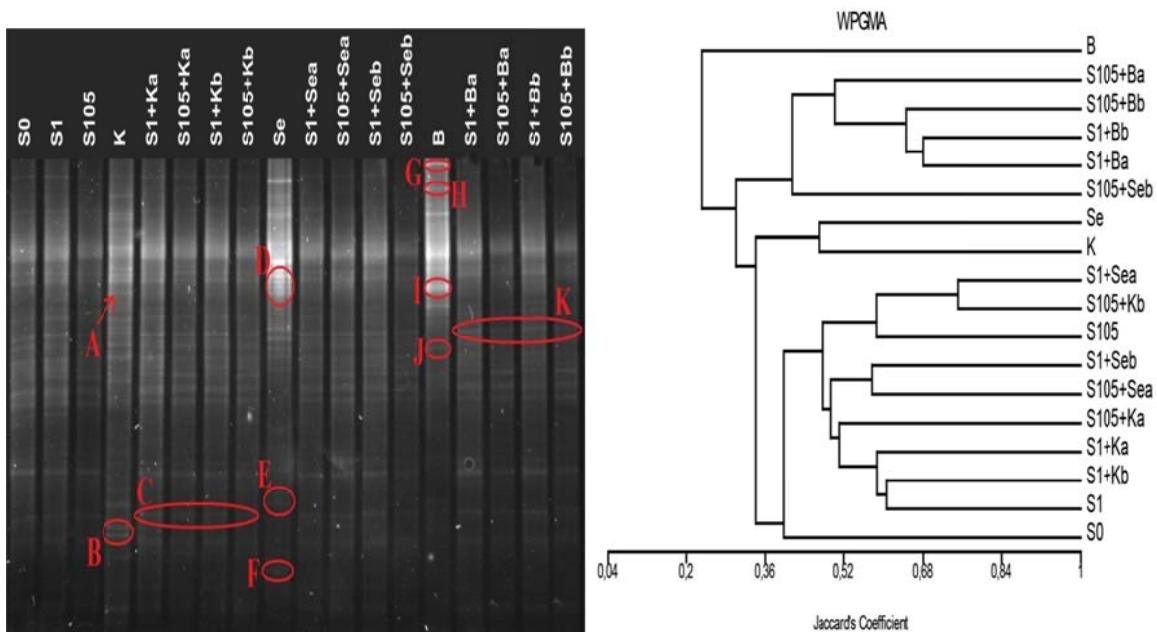 S0
S1
S105
K
S1+Ka
S105+Ka
S1+Kb
S105+Kb
Se
S1+Sea
S105+Sea
S1+Seb
S105+Seb
B
S1+Ba
S105+Ba
S1+Bb
S105+Bb
G
H
D
I
K
A
J
C
E
B
F
WPGMA
B
S105+Ba
S105+Bb
S1+Bb
S1+Ba
S105+Seb
Se
K
S1+Sea
S105+Kb
S105
S1+Seb
S105+Sea
S105+Ka
S1+Ka
S1+Kb
S1
S0
0,04 0,2 0,36 0,52 0,68 0,84 1
Jaccard's Coefficient